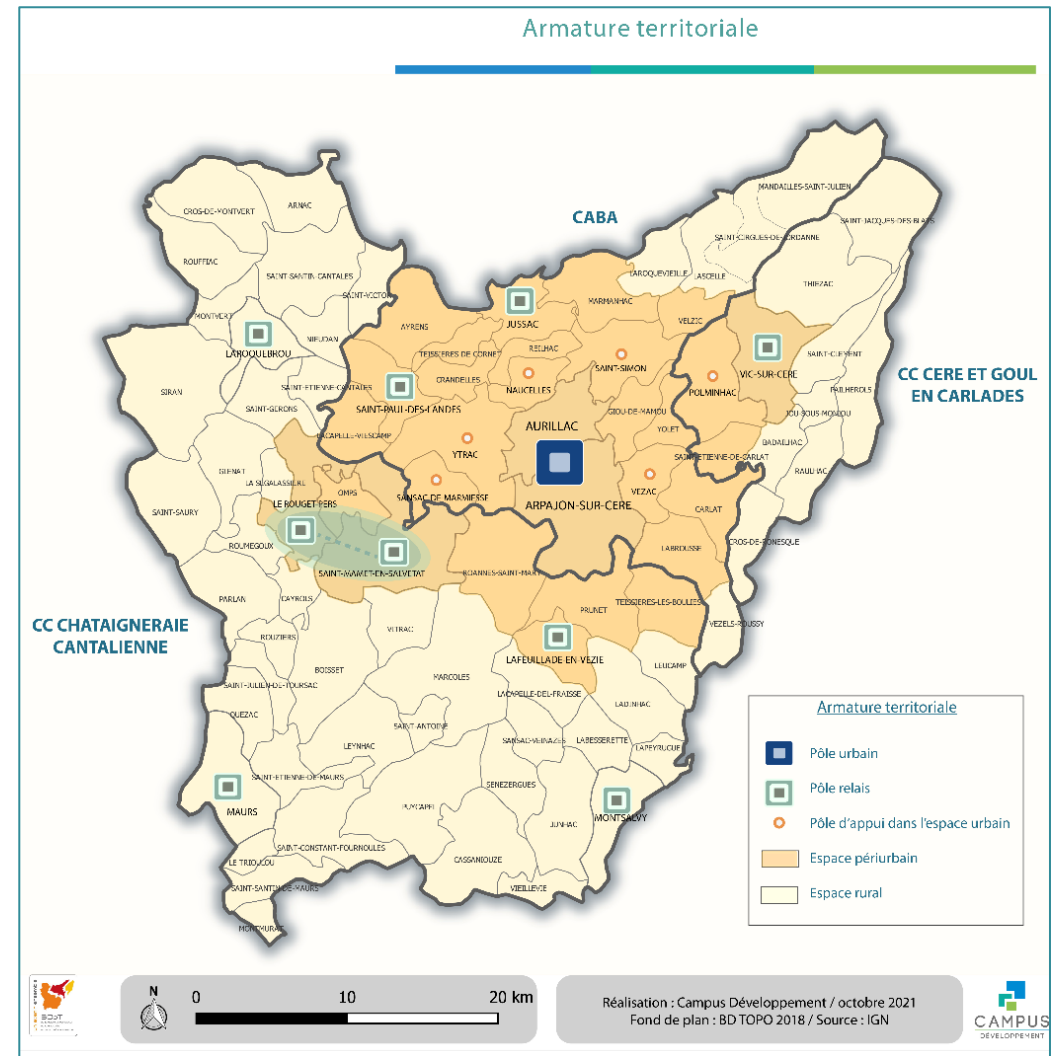 Armature territoriale
MANDAILLES-SAINT-JULIEN
ARNAC
CROS-DE-MONTVERT
CABA
SAINT-JACQUES-DES-BLATS
SAINT-CIRGUES-DE-JORDANNE
ROUFFIAC
SAINT-SANTIN-CANTALES
LAROQUEVIEILLE
LASCELLE
THIEZAC
SAINT-VICTOR
MARMANHAC
MONTVERT
JUSSAC
VELZIC
AYRENS
NIEUDAN
REILHAC
LAROQUEBROU
TEISSIERES DE CORNET
SAINT-CLEMENT
SAINT-SIMON
VIC-SUR-CERE
CC CERE ET GOUL
EN CARLADES
CRANDELLES
SAINT-ETIENNE-CANTALES
NAUCELLES
POLMINHAC
PAILHEROLS
SIRAN
SAINT-GERONS
SAINT-PAUL-DES-LANDES
GIOU-DE-MAMOU
JOU-SOUS-MONJOU
AURILLAC
YOLET
LACAPELLE-VIESCAMP
BADAILHAC
YTRAC
SAINT-ETIENNE-DE-CARLAT
GLENAT
RAULHAC
LA SEGALASSIERE
OMPS
SANSAC DE MARMIESSE
VEZAC
LE ROUGET-PERS
ARPAJON-SUR-CERE
CARLAT
SAINT-SAURY
CROS-DE-RONESQUE
ROUMEGOUX
LABROUSSE
SAINT-MAMET-EN-SALVETAT
ROANNES-SAINT-MARY
PARLAN
CAYROLS
TEISSIERES-LES-BOULIES
PRUNET
CC CHATAIGNERAIE
CANTALIENNE
VEZELS-ROUSSY
VITRAC
ROUZIERS
LAFEUILLADE-EN-VEZIE
LEUCAMP
BOISSET
MARCOLES
SAINT-JULIEN-DE-TOURSAC
LACAPELLE-DEL-FRAISSE
LADINHAC
QUEZAC
SAINT-ANTOINE
SANSAC-VEINAZES
LABESSERETTE
LAPEYRUGUE
LEYNHAC
SAINT-ETIENNE-DE-MAURS
SENEZERGUES
PUYCAPEL
MAURS
MONTSALVY
JUNHAC
SAINT-CONSTANT-FOURNOULES
CASSANIOUZE
LE TRIOULOU
SAINT-SANTIN-DE-MAURS
VIEILLEVIE
MONTMURAT
Armature territoriale
Pôle urbain
Pôle relais
Pôle d'appui dans l'espace urbain
Espace périurbain
Espace rural
N
0 10 20 km
Réalisation : Campus Développement / octobre 2021
Fond de plan : BD TOPO 2018 / Source : IGN
CAMPUS
DÉVELOPPEMENT